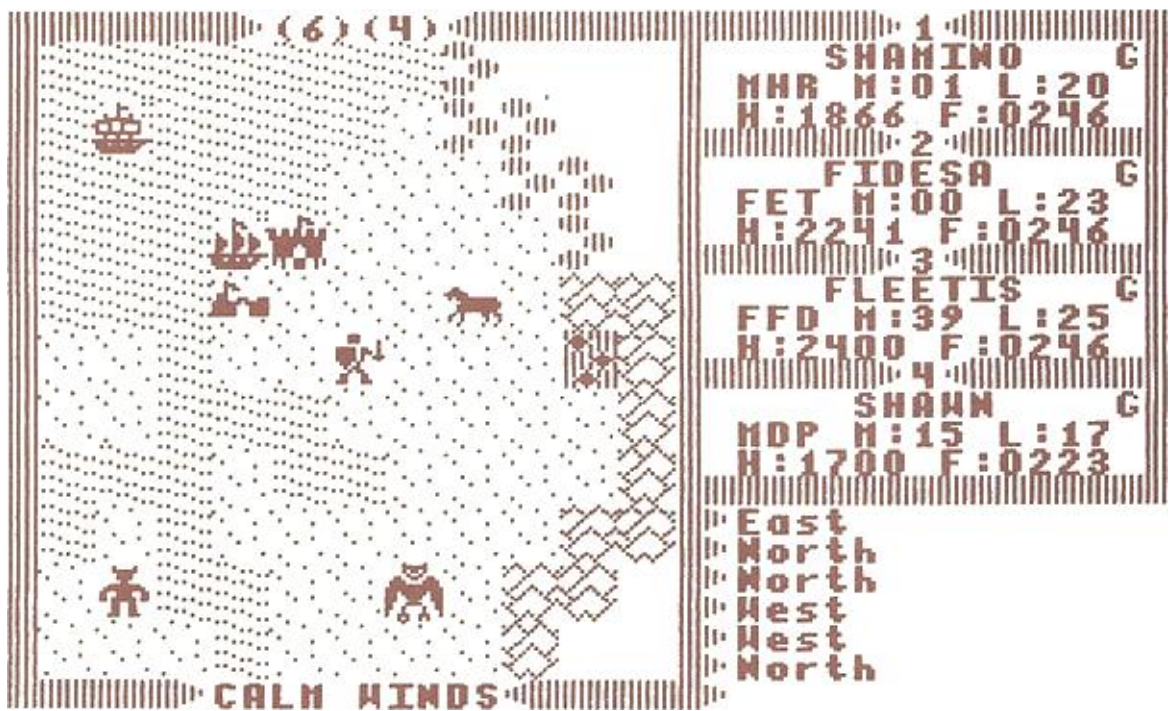 (6)(4)
1
SHAMINO G
MHR M:01 L:20
H:1866 F:0246
2
FIDESA G
FET M:00 L:23
H:2241 F:0246
3
FLEETIS G
FFD M:39 L:25
H:2400 F:0246
4
SHAWN G
MDP M:15 L:17
H:1700 F:0223
East
North
North
West
West
North
CALM WINDS